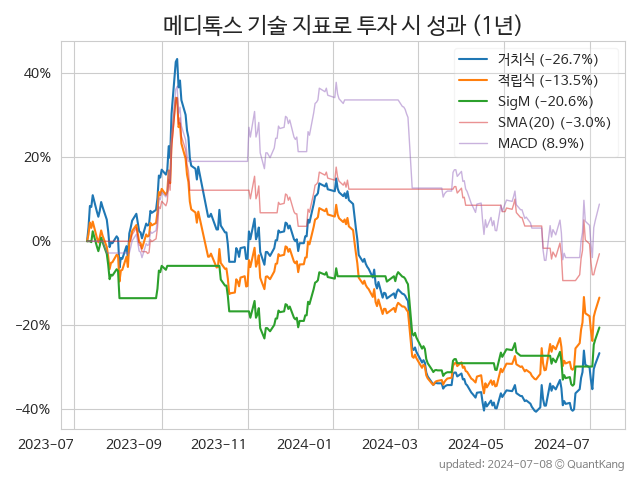 메디톡스 기술 지표로 투자 시 성과 (1년)
거치식 (−26.7%)
적립식 (−13.5%)
SigM (−20.6%)
SMA(20) (−3.0%)
MACD (8.9%)
40%
20%
0%
−20%
−40%
2023-07 2023-09 2023-11 2024-01 2024-03 2024-05 2024-07
updated: 2024-07-08 © QuantKang